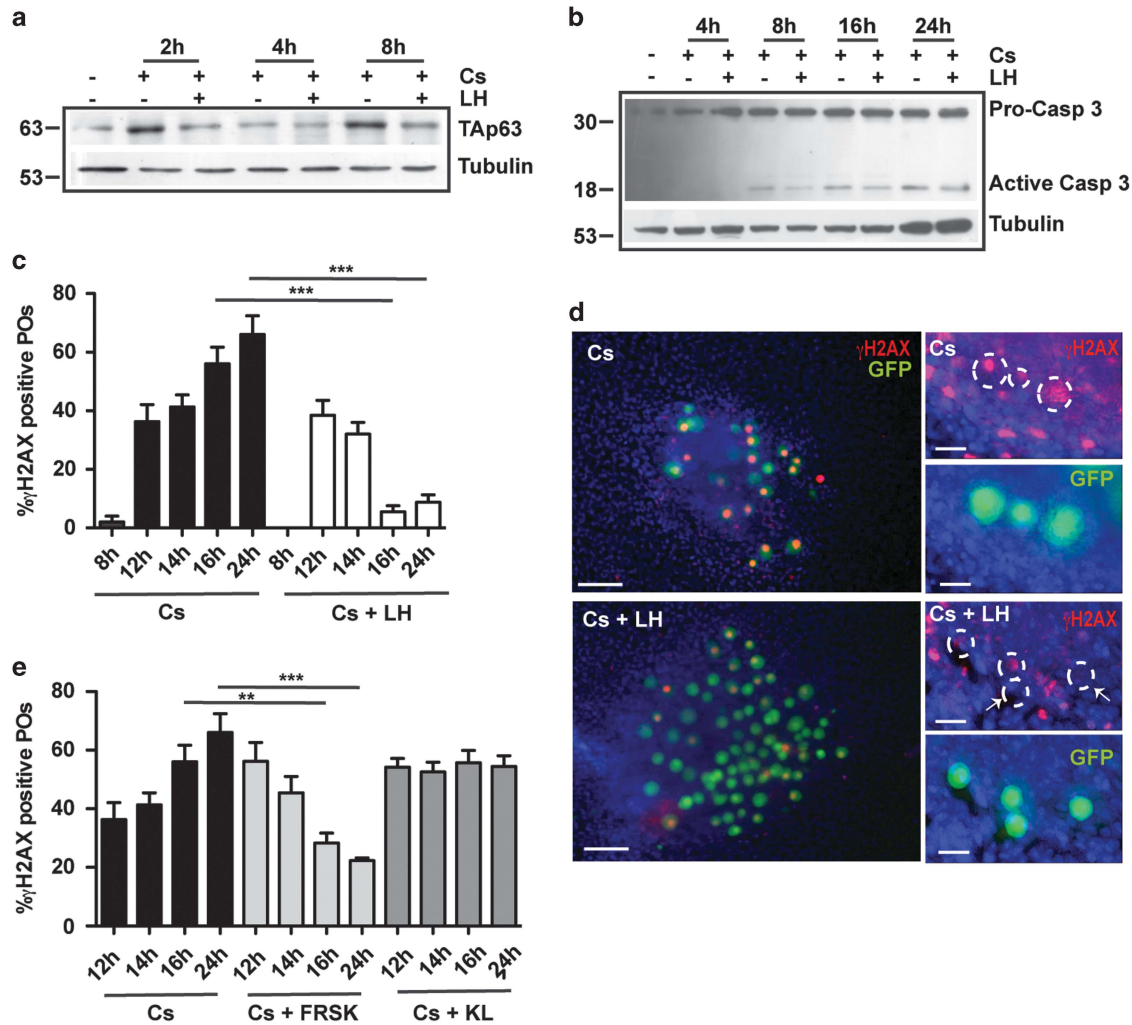 a
2h 4h 8h
- + + + + + + Cs
- - + - + - + LH
63 TAp63
53 Tubulin
b
4h 8h 16h 24h
- + + + + + + + + Cs
- - + - + - + - + LH
30 Pro-Casp 3
18 Active Casp 3
53 Tubulin
c
%γH2AX positive POs
80
60
40
20
0
*** 
***
8h 12h 14h 16h 24h 8h 12h 14h 16h 24h
Cs Cs + LH
d
Cs γH2AX
GFP
Cs γH2AX
GFP
Cs + LH
Cs + LH γH2AX
GFP
e
%γH2AX positive POs
80
60
40
20
0
***
**
12h 14h 16h 24h 12h 14h 16h 24h 12h 14h 16h 24h
Cs Cs + FRSK Cs + KL